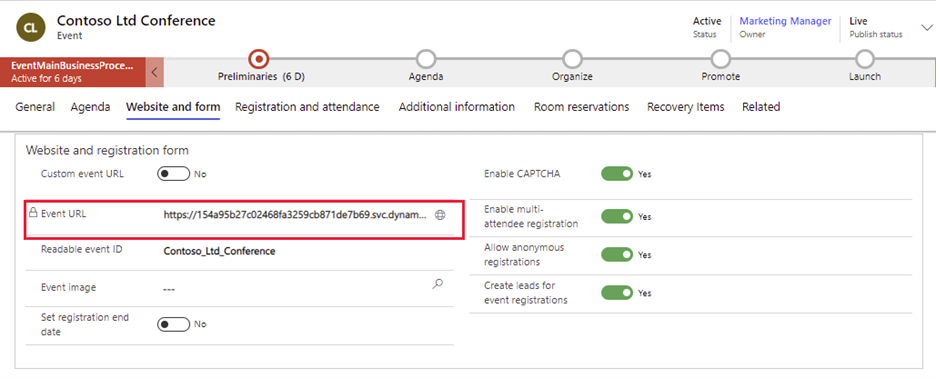 CL
Contoso Ltd Conference
Event
Active
Status
Marketing Manager
Owner
Live
Publish status
EventMainBusinessProce...
Active for 6 days
Preliminaries (6 D)
Agenda
Organize
Promote
Launch
General Agenda Website and form Registration and attendance Additional information Room reservations Recovery Items Related
Website and registration form
Custom event URL No
Event URL https://154a95b27c02468fa3259cb871de7b69.svc.dynam...
Readable event ID Contoso_Ltd_Conference
Event image ---
Set registration end
date
No
Enable CAPTCHA Yes
Enable multi-
attendee registration
Yes
Allow anonymous
registrations
Yes
Create leads for
event registrations
Yes